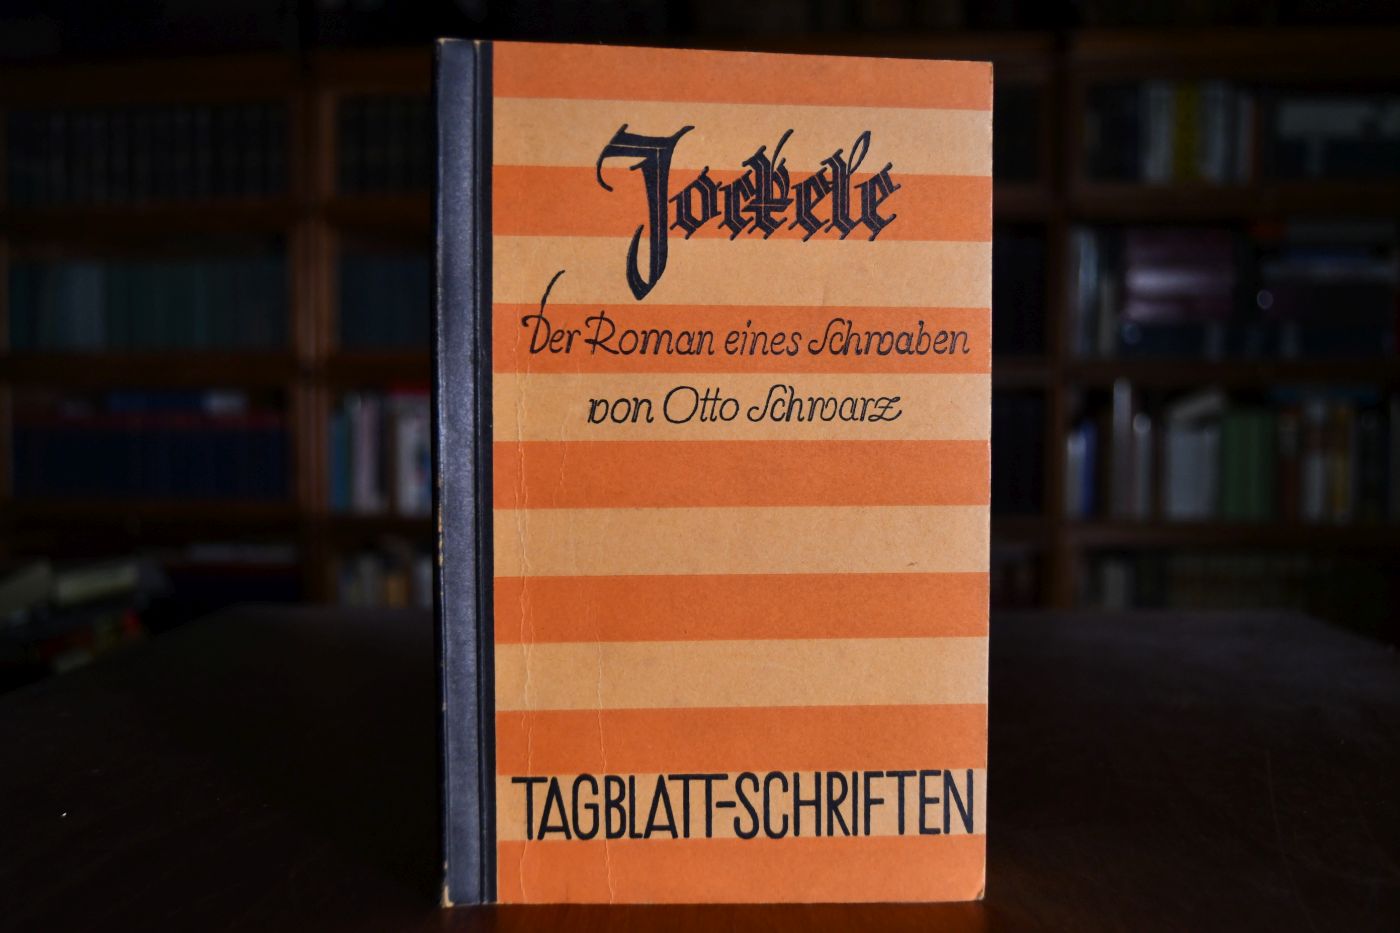 Jockele
Der Roman eines Schwaben
von Otto Schwarz
TAGBLATT-SCHRIFTEN